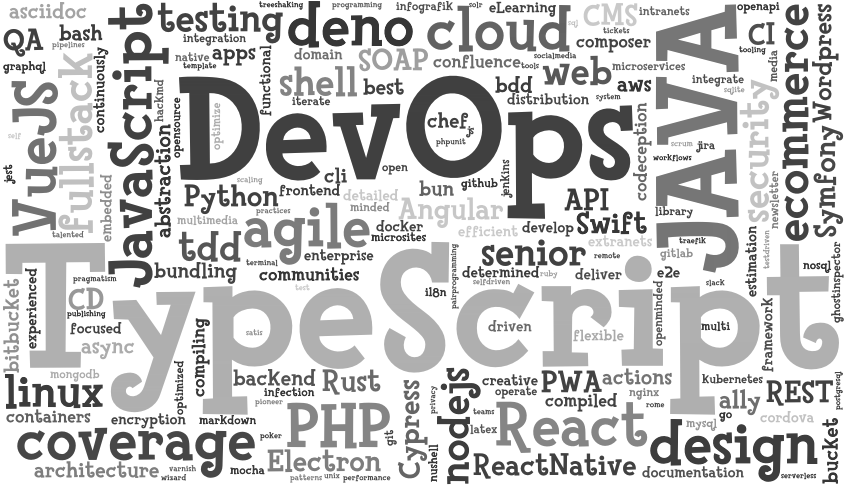 asciidoc
treeshaking
programming
infografik
solr
eLearning
sql
CMS
intranets
openapi
QA
bash
pipelines
testing
deno
cloud
tickets
composer
CI
tooling
integration
graphql
continuously
JavaScript
native
apps
template
functional
domain
SOAP
confluence
tools
socialmedia
web
microservices
JAVA
media
ecommerce
Wordpress
VueJS
Fullstack
hackmd
shell
best
iterate
bdd
aws
integrate
sqlite
distribution
system
DevOps
opensource
optimize
chef
js
phpunit
codeception
scrum
jira
workflows
security
self
jest
abstraction
embedded
scaling
cli
open
Python
frontend
detailed
minded
bun
github
jenkins
API
library
newsletter
Symfony
talented
multimedia
practices
agile
Angular
docker
microsites
efficient
develop
Swift
extranets
traefik
gitlab
estimation
testdriven
tdd
terminal
enterprise
senior
remote
nosql
ghostinspector
bundling
communities
test
pairprogramming
determined
selfdriven
ruby
deliver
e2e
slack
TypeScript
bitbucket
experienced
pragmatism
CD
publishing
focused
async
i18n
satis
driven
flexible
openminded
multi
framework
mongodb
optimized
compiling
linux
containers
backend
infection
Rust
pioneer
Cypress
privacy
nodejs
creative
operate
PWA
actions
compiled
nginx
rome
kubernetes
REST
postgresql
ally
go
cordova
encryption
markdown
PHP
git
teams
latex
React
mysql
design
bucket
coverage
poker
Electron
nushell
ReactNative
documentation
serverless
architecture
varnish
wizard
mocha
patterns
unix
performance